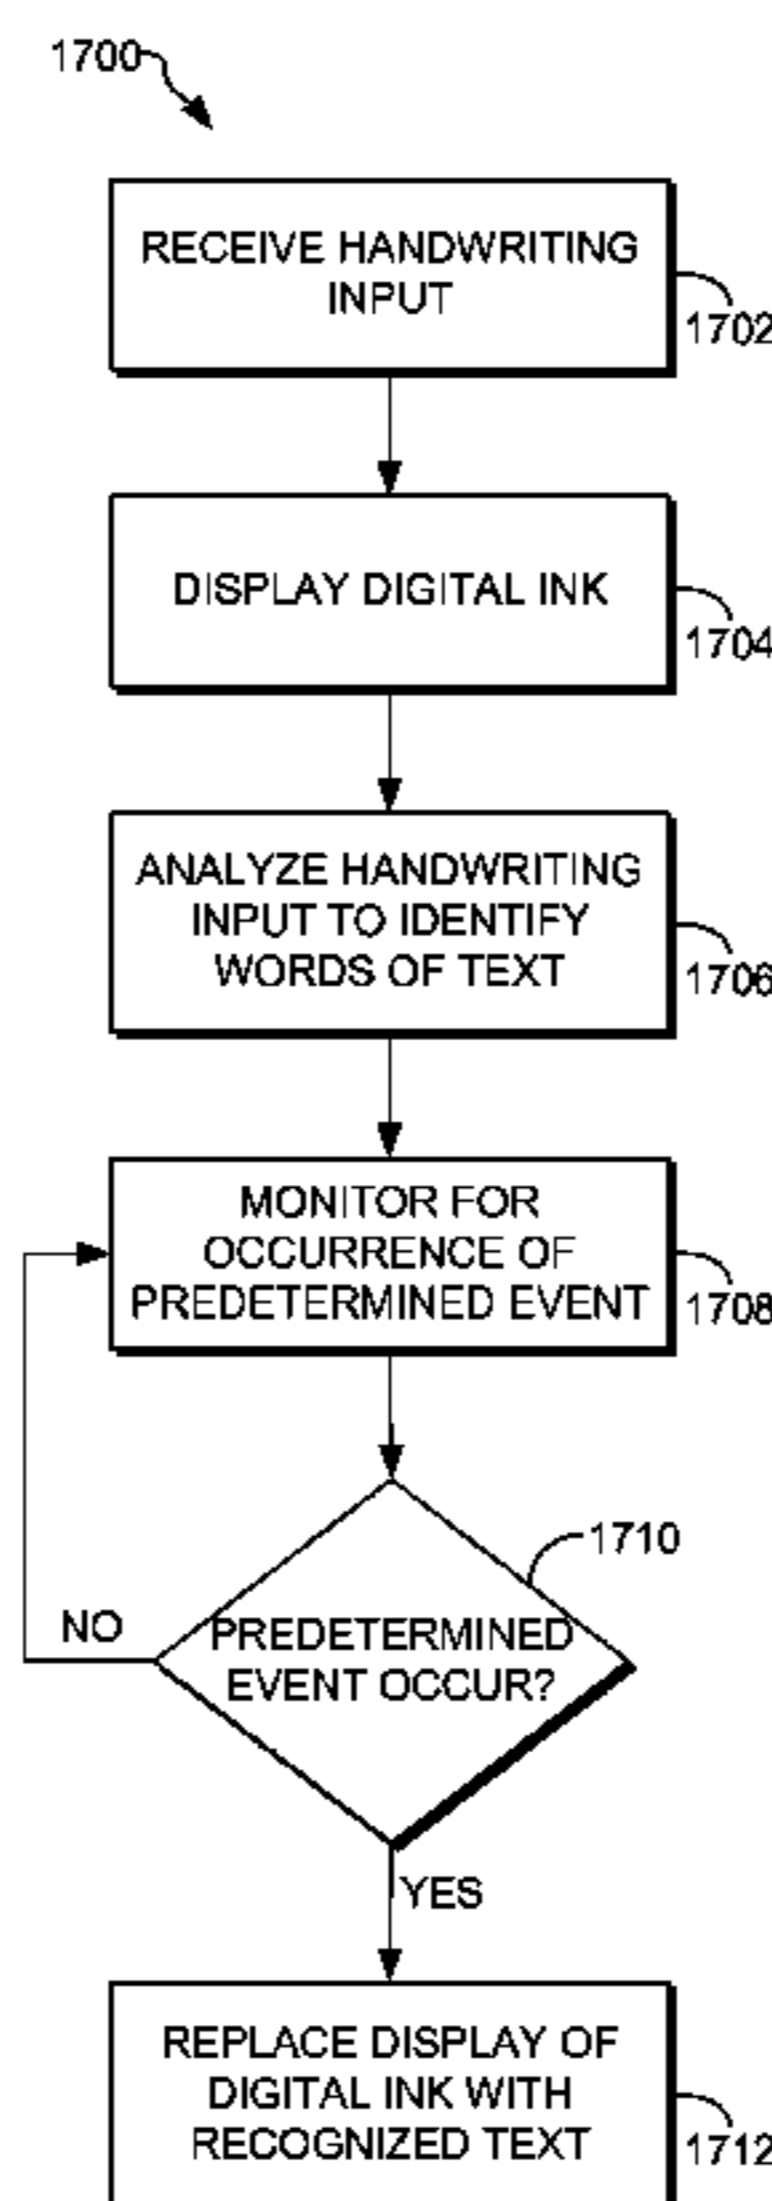 1700
RECEIVE HANDWRITING
INPUT
1702
DISPLAY DIGITAL INK
1704
ANALYZE HANDWRITING
INPUT TO IDENTIFY
WORDS OF TEXT
1706
MONITOR FOR
OCCURRENCE OF
PREDETERMINED EVENT
1708
1710
PREDETERMINED
EVENT OCCUR?
NO
YES
REPLACE DISPLAY OF
DIGITAL INK WITH
RECOGNIZED TEXT
1712